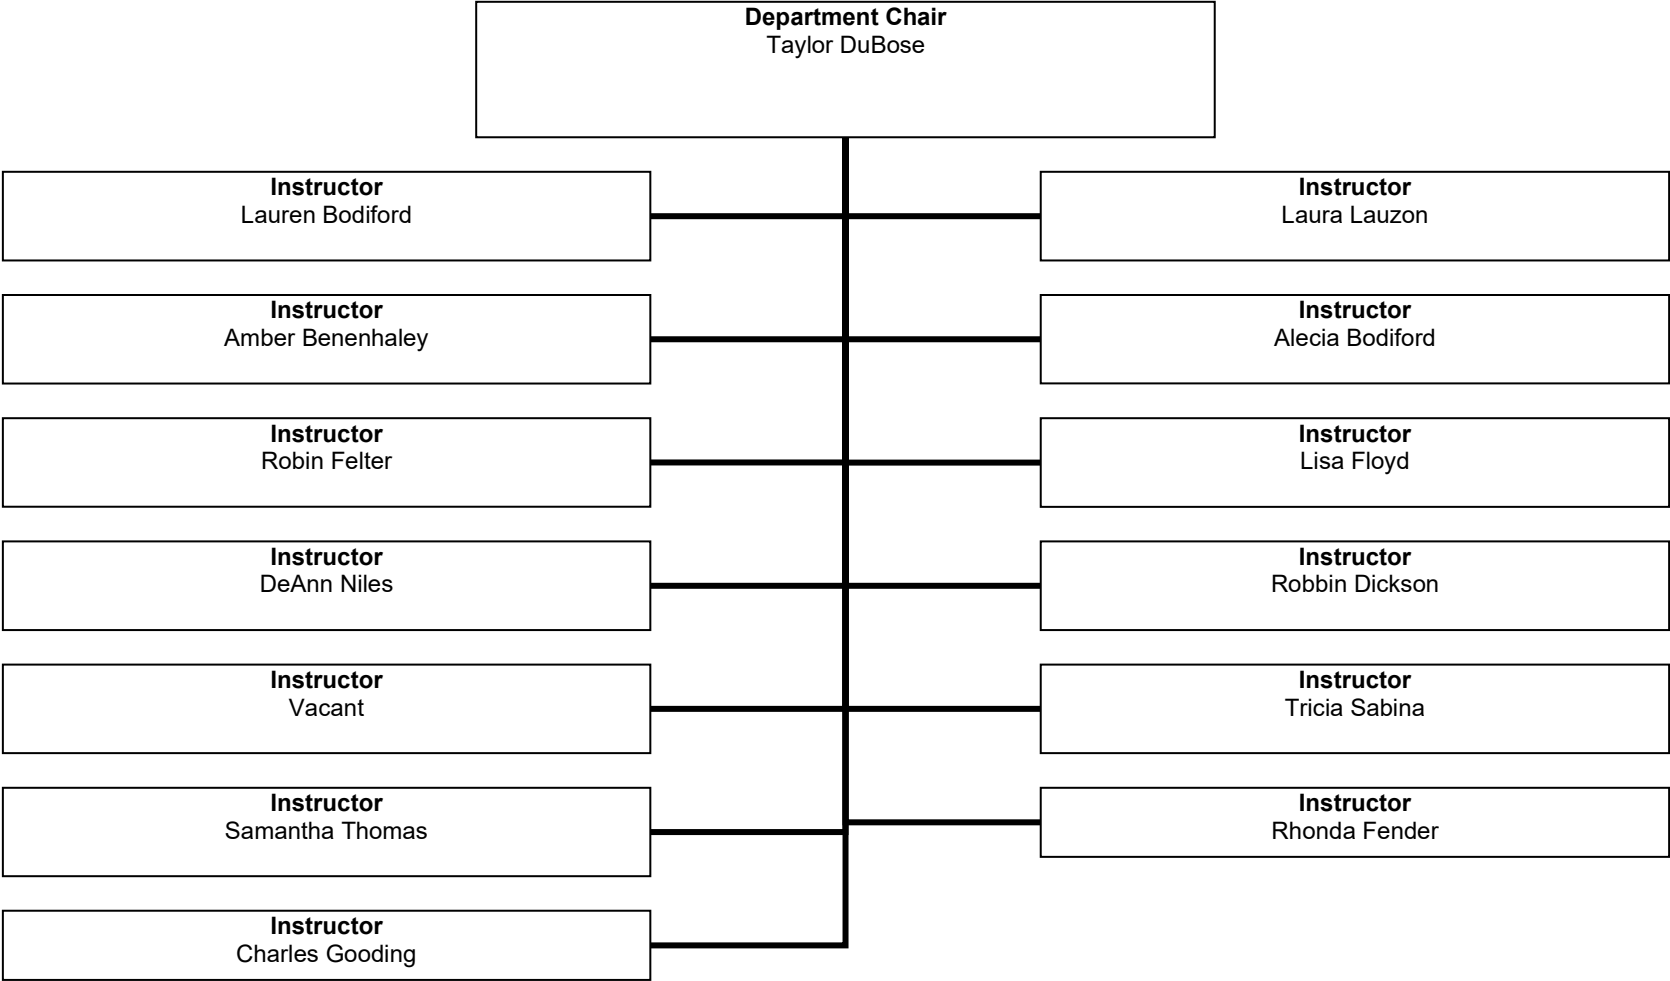 Department Chair
Taylor DuBose
Instructor
Lauren Bodiford
Instructor
Laura Lauzon
Instructor
Amber Benenhaley
Instructor
Alecia Bodiford
Instructor
Robin Felter
Instructor
Lisa Floyd
Instructor
DeAnn Niles
Instructor
Robbin Dickson
Instructor
Vacant
Instructor
Tricia Sabina
Instructor
Samantha Thomas
Instructor
Rhonda Fender
Instructor
Charles Gooding